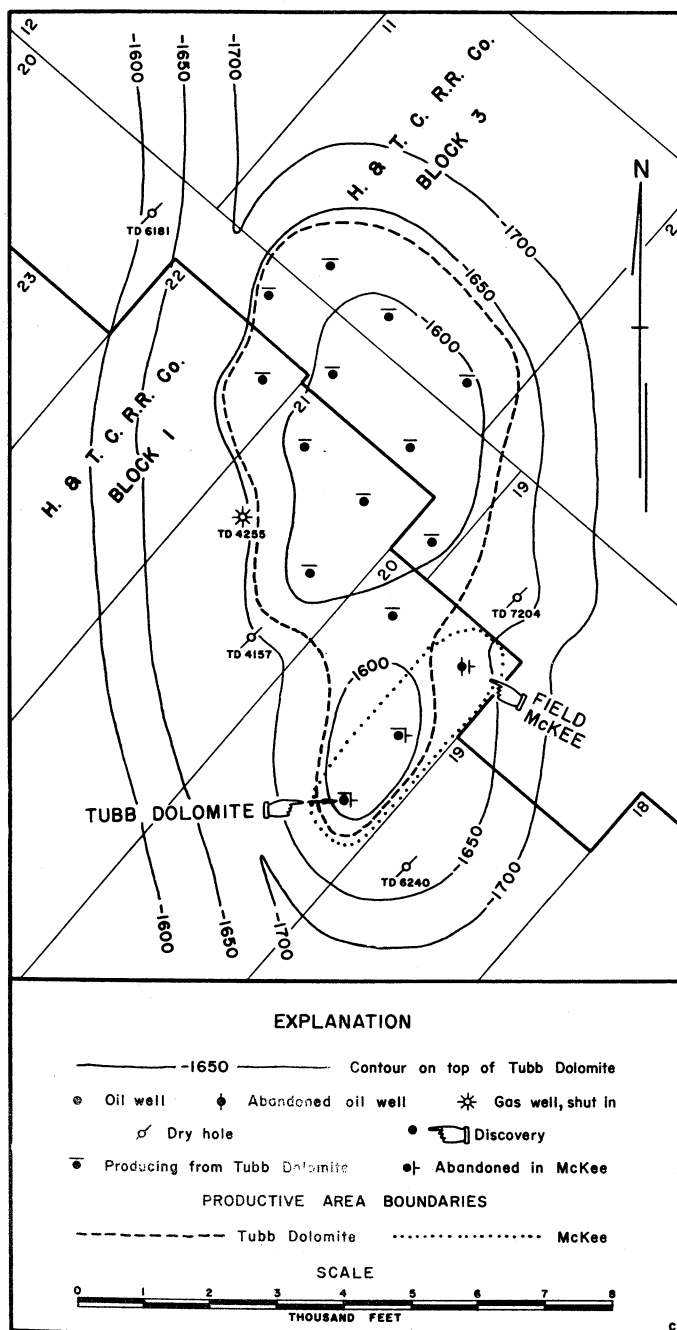 12
20
-1600
-1650
-1700
11
H. & T. C. R.R. Co.
BLOCK 3
N
2
TD 6181
-1700
23
22
-1650
-1600
H. & T. C. R.R. Co.
BLOCK 1
21
19
TD 4255
20
TD 7204
TD 4157
-1600
FIELD
McKEE
19
TUBB DOLOMITE
18
-1650
TD 6240
-1700
-1600
-1650
-1700
EXPLANATION
-1650 Contour on top of Tubb Dolomite
Oil well Abandoned oil well Gas well, shut in
Dry hole Discovery
Producing from Tubb Dolomite Abandoned in McKee
PRODUCTIVE AREA BOUNDARIES
Tubb Dolomite McKee
SCALE
0 1 2 3 4 5 6 7 8
THOUSAND FEET
c